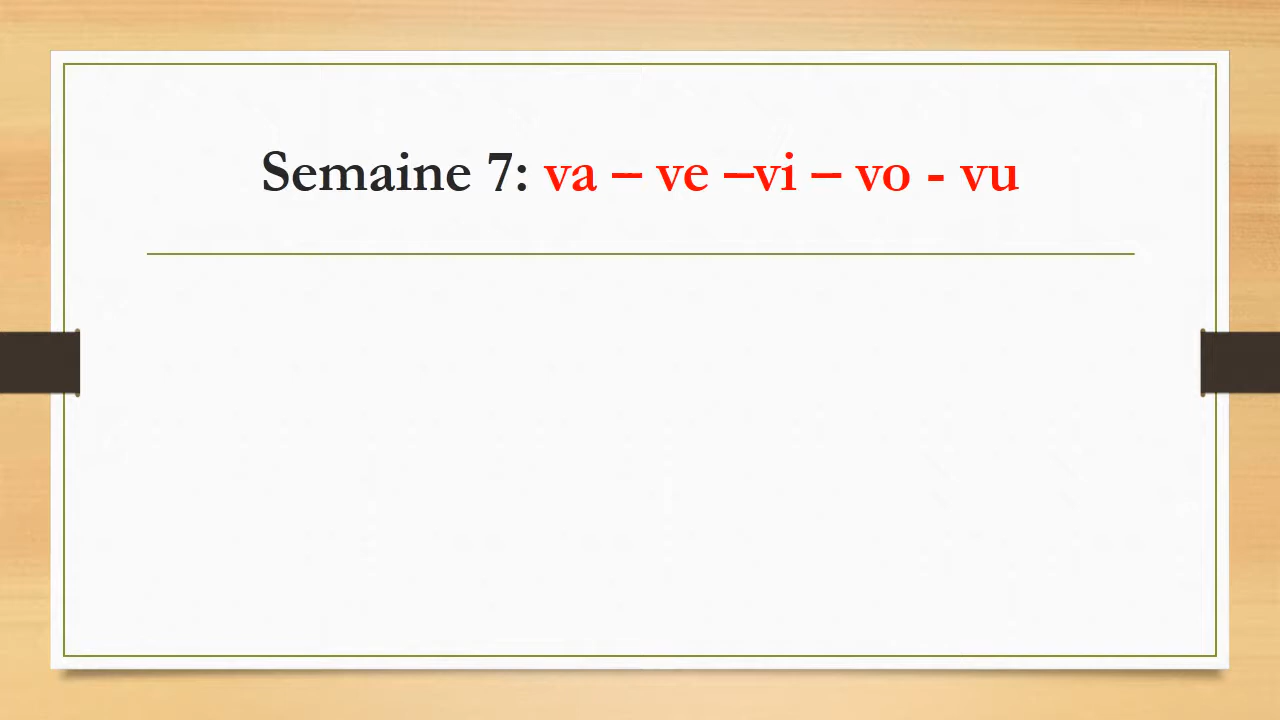 Semaine 7: va – ve –vi – vo - vu